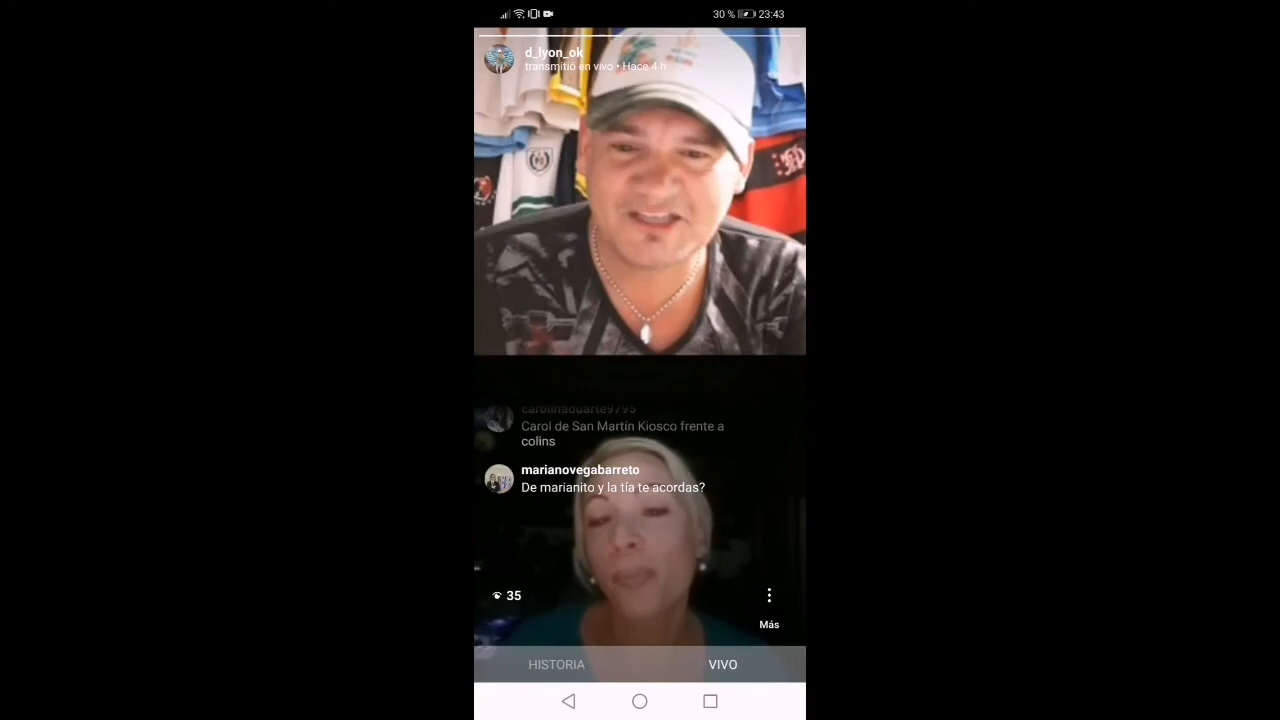 30 % 23:43
d_lyon_ok
transmitió en vivo • Hace 4 h
carolinaduarte9795
Carol de San Martín Kiosco frente a
colins
marianovegabarreto
De marianito y la tía te acordas?
35
Más
HISTORIA VIVO